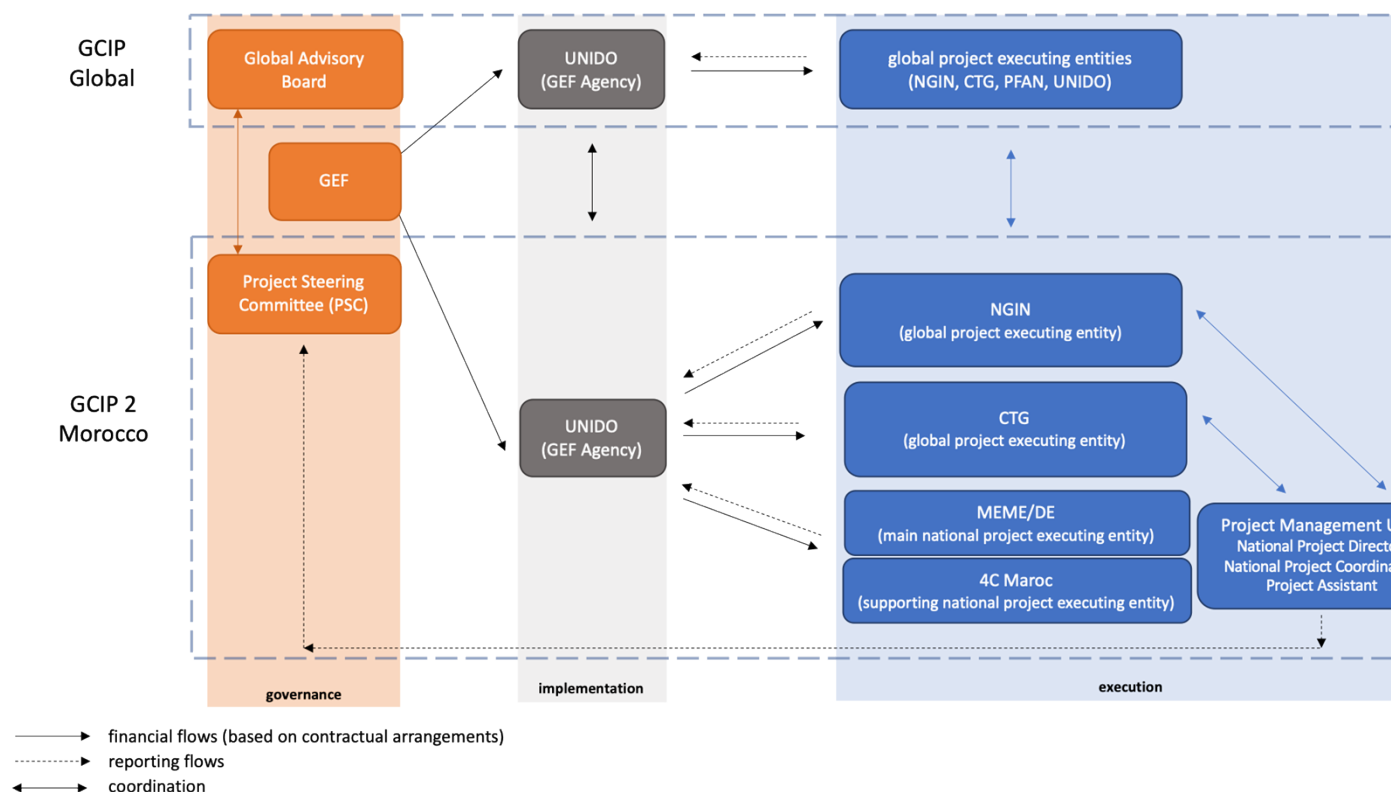 GCIP
Global
Global Advisory
Board
UNIDO
(GEF Agency)
global project executing entities
(NGIN, CTG, PFAN, UNIDO)
GEF
GCIP 2
Morocco
Project Steering
Committee (PSC)
UNIDO
(GEF Agency)
NGIN
(global project executing entity)
CTG
(global project executing entity)
MEME/DE
(main national project executing entity)
4C Maroc
(supporting national project executing entity)
Project Management
National Project
National Project
Project Assistant
governance
implementation
execution
financial flows (based on contractual arrangements)
reporting flows
coordination